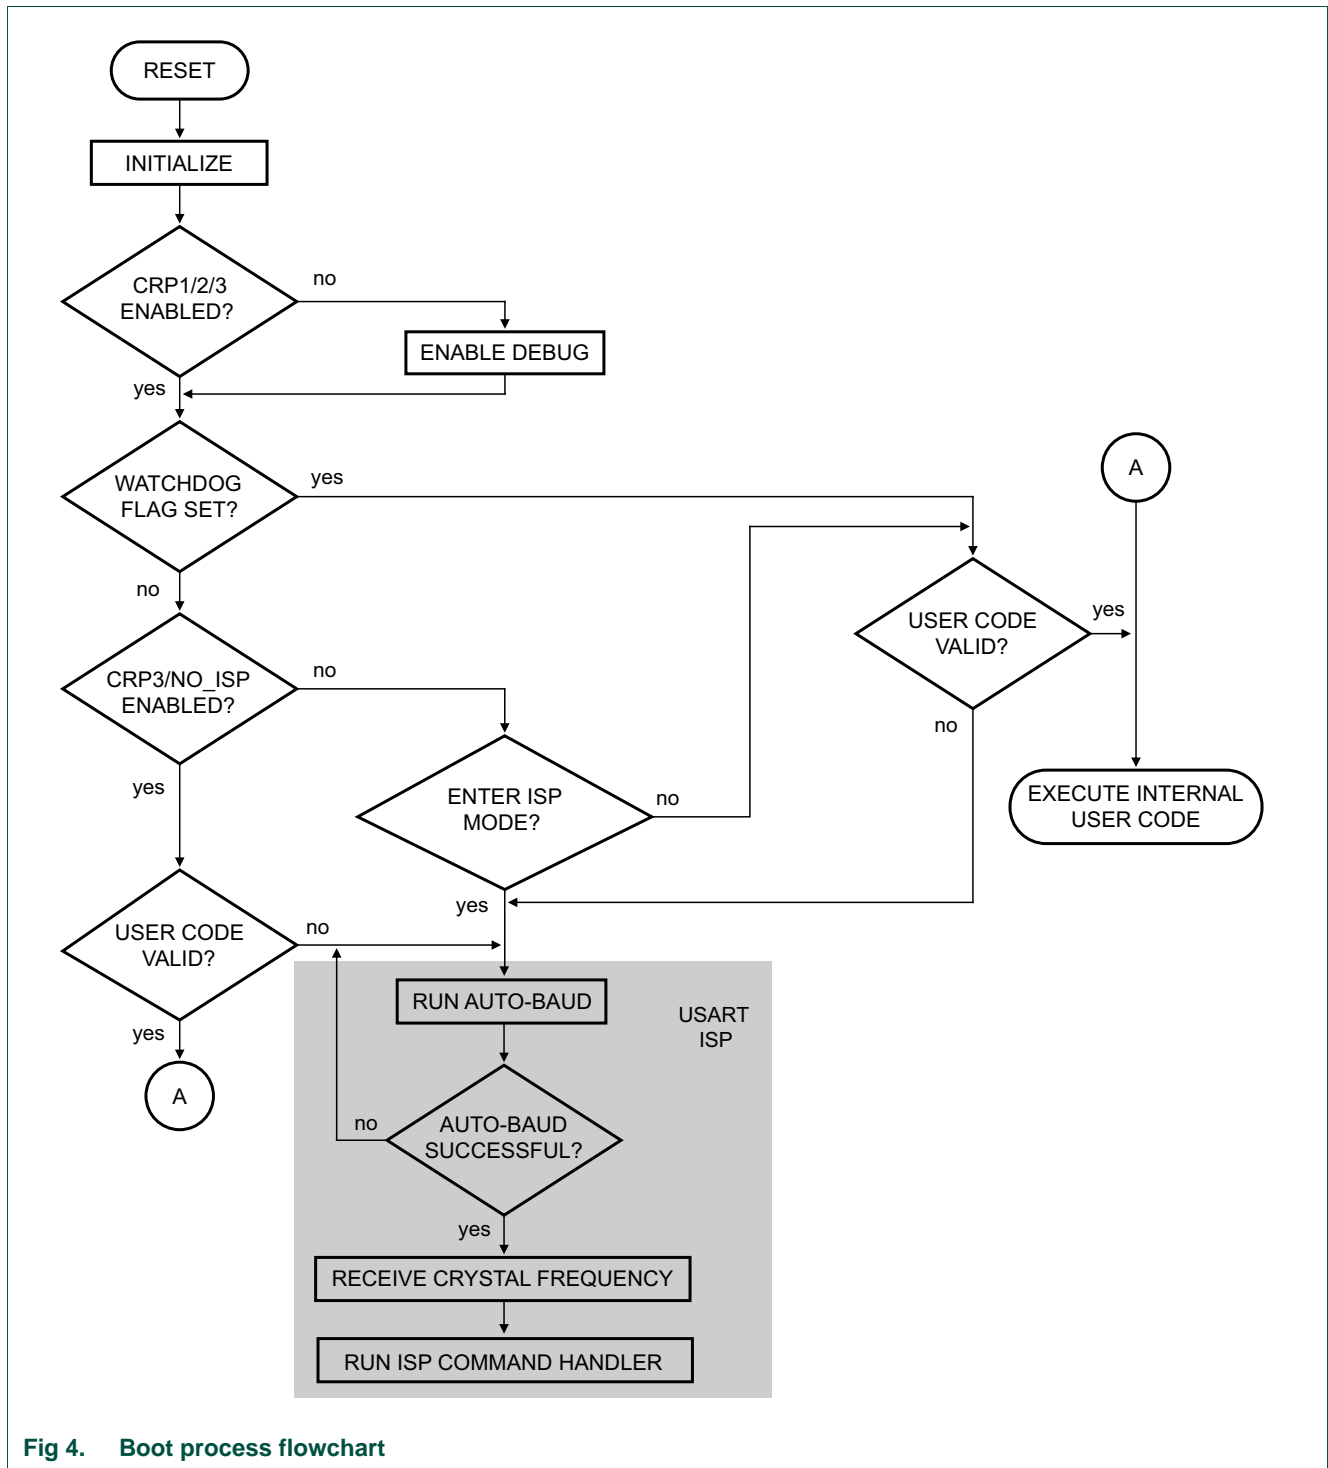 RESET
INITIALIZE
CRP1/2/3
ENABLED?
no
ENABLE DEBUG
yes
WATCHDOG
FLAG SET?
yes
A
no
USER CODE
VALID?
yes
no
CRP3/NO_ISP
ENABLED?
no
yes
ENTER ISP
MODE?
no
EXECUTE INTERNAL
USER CODE
yes
USER CODE
VALID?
no
yes
A
RUN AUTO-BAUD
USART
ISP
AUTO-BAUD
SUCCESSFUL?
no
yes
RECEIVE CRYSTAL FREQUENCY
RUN ISP COMMAND HANDLER
Fig 4. Boot process flowchart